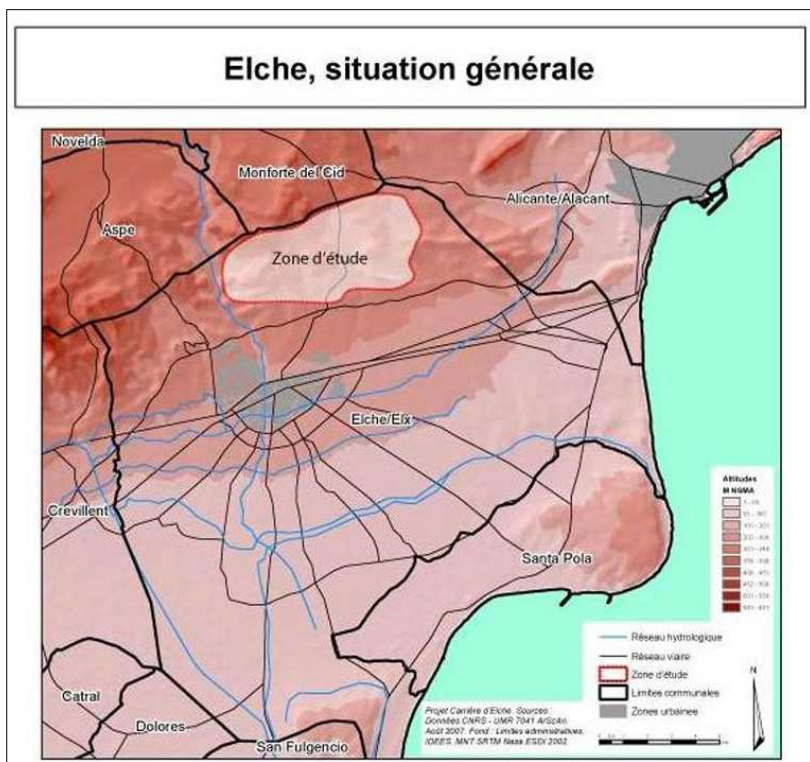 Elche, situation générale
Novelda
Monforte del Cid
Alicante/Alacant
Aspe
Zone d'étude
Elche/Elx
Crévillent
Santa Pola
Catral
Dolores
San Fulgencio
Altitudes
M NGMA
Réseau hydrologique
Réseau viaire
Zone d'étude
Limites communales
Zones urbaines
N
Projet Carrière d'Elche. Sources :
Données CNRS - UMR 7041 ArScAn.
Août 2007. Fond : Limites administratives,
IDEES. MNT SRTM Nasa ESDI 2002.